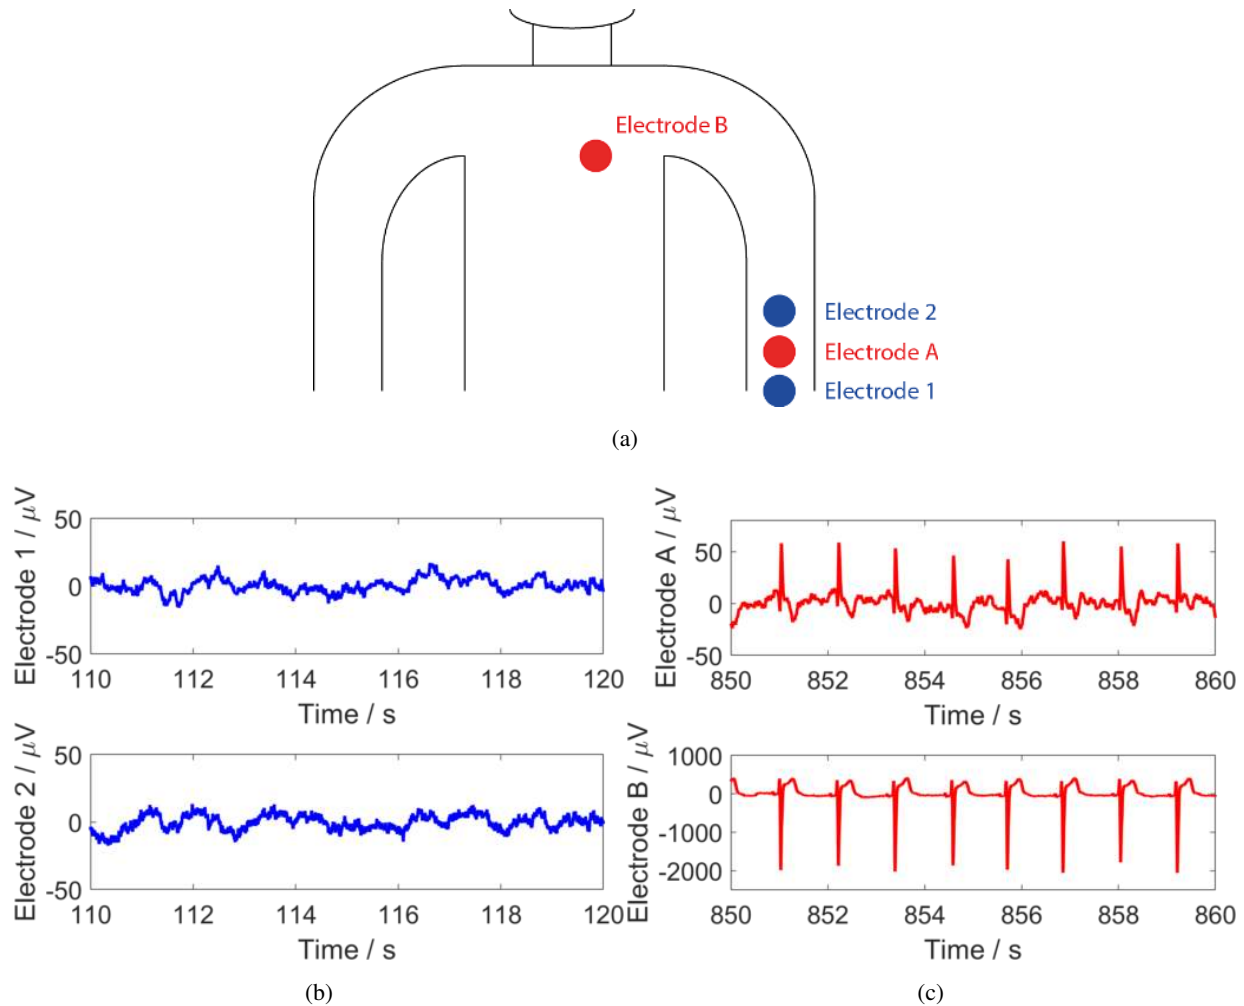 Electrode B
Electrode 2
Electrode A
Electrode 1
(a)
Electrode 1 / μV
50
0
-50
110 112 114 116 118 120
Time / s
Electrode 2 / μV
50
0
-50
110 112 114 116 118 120
Time / s
(b)
Electrode A / μV
50
0
-50
850 852 854 856 858 860
Time / s
Electrode B / μV
1000
0
-1000
-2000
850 852 854 856 858 860
Time / s
(c)